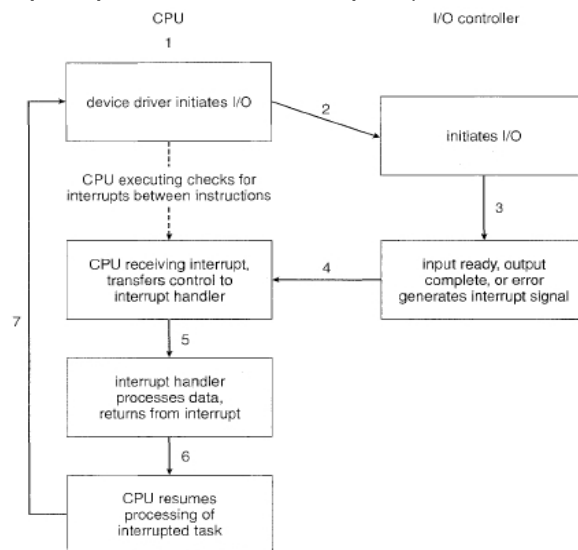 CPU
I/O controller
1
device driver initiates I/O
2
initiates I/O
CPU executing checks for
interrupts between instructions
3
CPU receiving interrupt,
transfers control to
interrupt handler
4
input ready, output
complete, or error
generates interrupt signal
7
5
interrupt handler
processes data,
returns from interrupt
6
CPU resumes
processing of
interrupted task